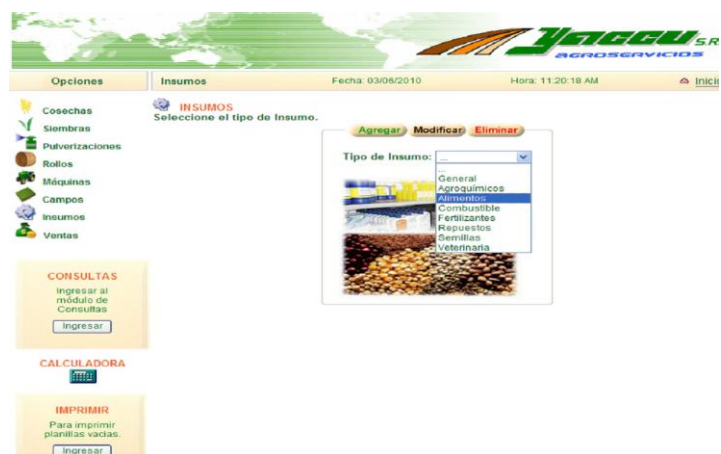 Yaccu S.R
AGROSERVICIOS
Opciones
Insumos
Fecha: 03/06/2010
Hora: 11:20:18 AM
Inicio
Cosechas
Siembras
Pulverizaciones
Rollos
Máquinas
Campos
Insumos
Ventas
INSUMOS
Seleccione el tipo de Insumo.
Agregar Modificar Eliminar
Tipo de Insumo: ...
...
General
Agroquímicos
Alimentos
Combustible
Fertilizantes
Repuestos
Semillas
Veterinaria
CONSULTAS
Ingresar al
módulo de
Consultas
Ingresar
CALCULADORA
IMPRIMIR
Para imprimir
planillas vacías.
Ingresar